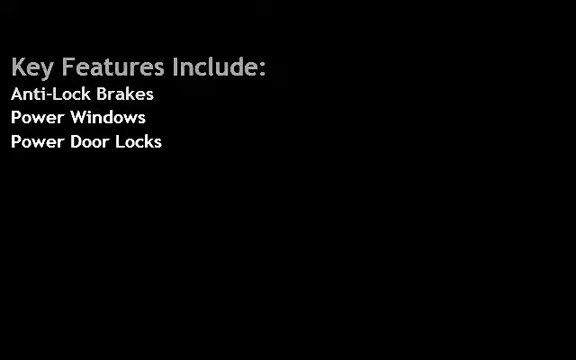 Key Features Include:
Anti-Lock Brakes
Power Windows
Power Door Locks